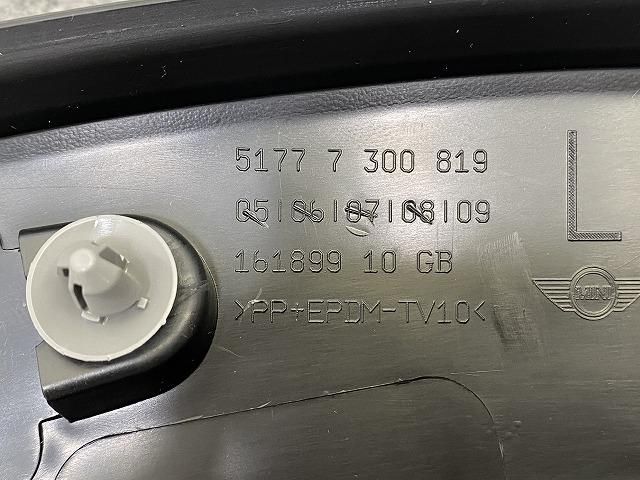 5177 7 300 819
05|06|07|08|09
161899 10 GB
>PP+EPDM-TV10<
L
MINI